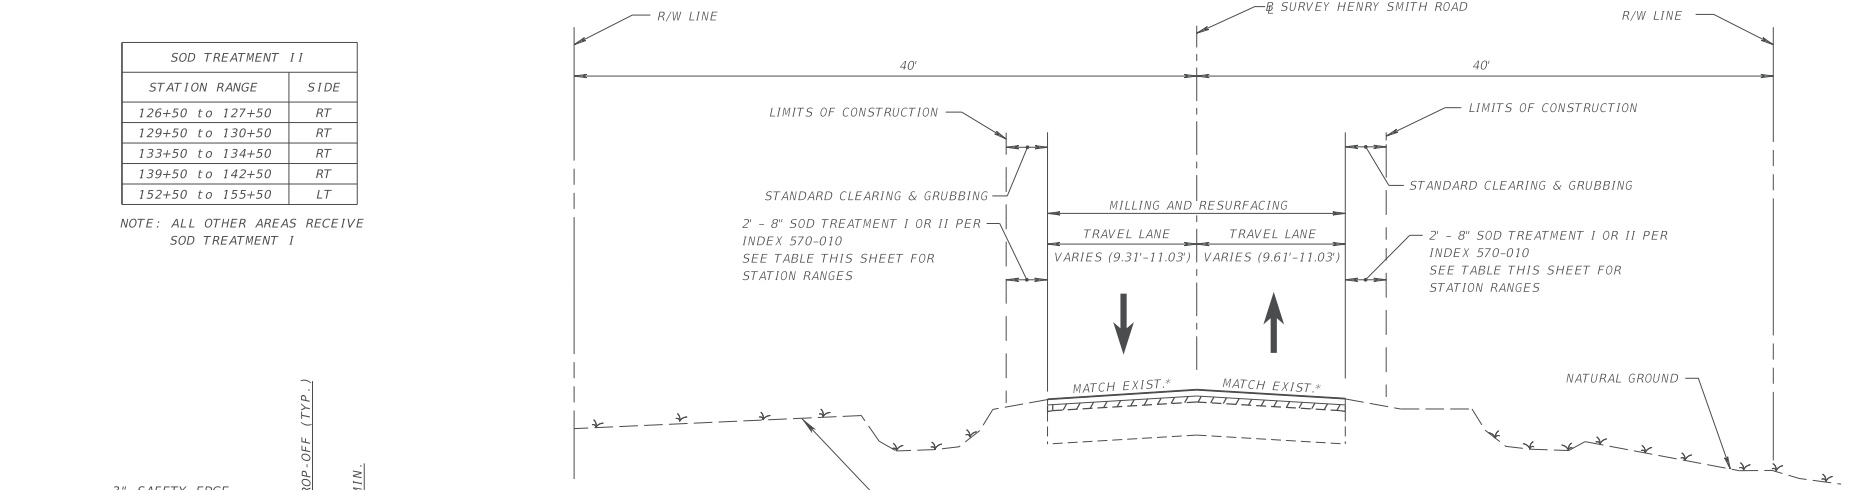 R/W LINE
⅊ SURVEY HENRY SMITH ROAD
R/W LINE
40'
40'
SOD TREATMENT II
STATION RANGE SIDE
126+50 to 127+50 RT
129+50 to 130+50 RT
133+50 to 134+50 RT
139+50 to 142+50 RT
152+50 to 155+50 LT
NOTE: ALL OTHER AREAS RECEIVE
SOD TREATMENT I
LIMITS OF CONSTRUCTION
LIMITS OF CONSTRUCTION
STANDARD CLEARING & GRUBBING
STANDARD CLEARING & GRUBBING
MILLING AND RESURFACING
2' - 8" SOD TREATMENT I OR II PER
INDEX 570-010
SEE TABLE THIS SHEET FOR
STATION RANGES
TRAVEL LANE
TRAVEL LANE
VARIES (9.31'-11.03')
VARIES (9.61'-11.03')
2' - 8" SOD TREATMENT I OR II PER
INDEX 570-010
SEE TABLE THIS SHEET FOR
STATION RANGES
MATCH EXIST.*
MATCH EXIST.*
NATURAL GROUND
ROP-OFF (TYP.)
MIN.
SAFETY EDGE